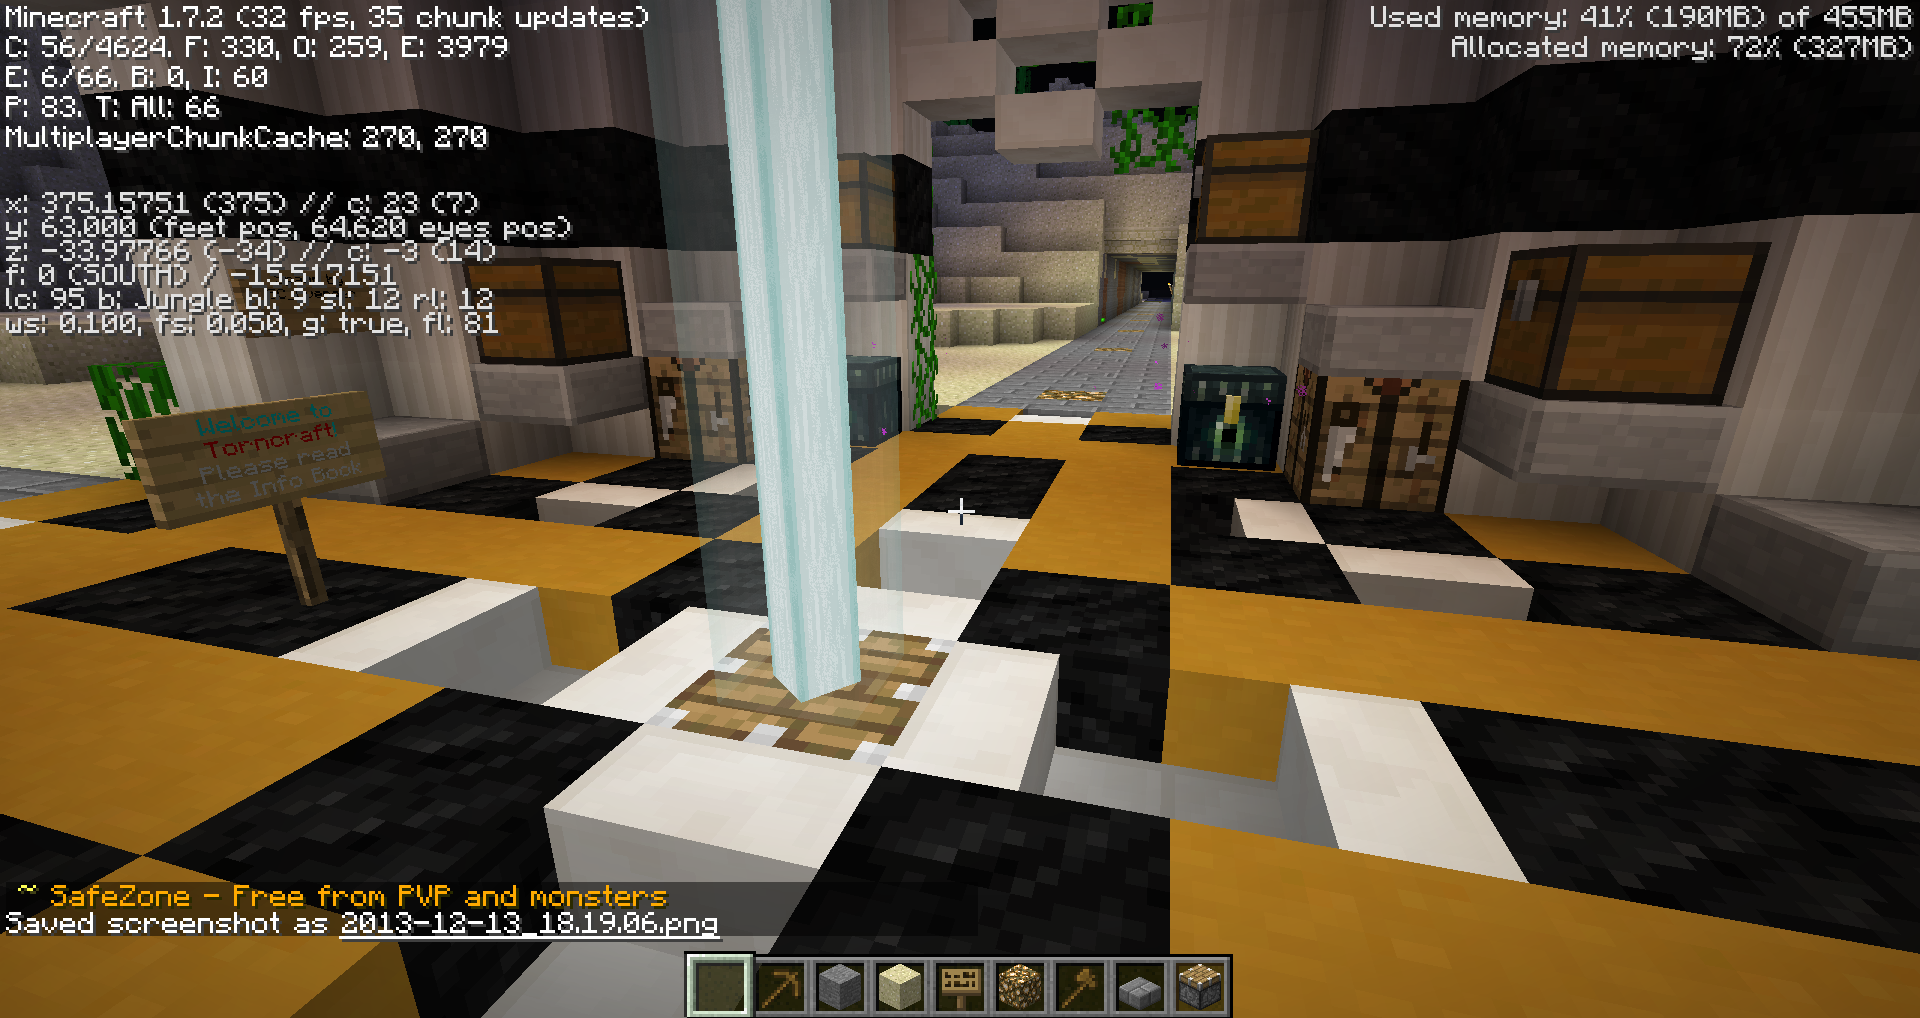 Minecraft 1.7.2 (32 fps, 35 chunk updates)
C: 56/4624. F: 330, O: 259, E: 3979
E: 6/66. B: 0, I: 60
P: 83. T: All: 66
MultiplayerChunkCache: 270, 270
x: 375.15751 (375) // c: 23 (7)
y: 63.000 (feet pos, 64.620 eyes pos)
z: -33.97766 (-34) // c: -3 (14)
f: 0 (SOUTH) / -15.517151
lc: 95 b: Jungle bl: 9 sl: 12 rl: 12
ws: 0.100, fs: 0.050, g: true, fl: 81
Used memory: 41% (190MB) of 455MB
Allocated memory: 72% (327MB)
Welcome to
Torncraft
Please read
the Info Book
~ SafeZone - Free from PVP and monsters
Saved screenshot as 2013-12-13_18.19.06.png